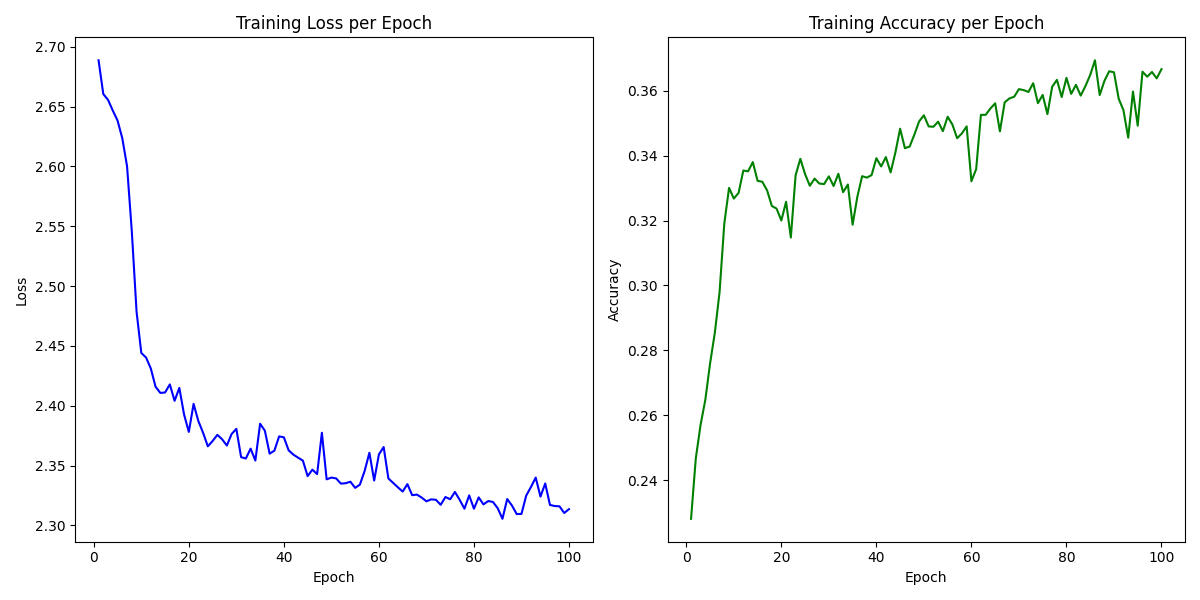 Training Loss per Epoch
2.70
2.65
2.60
2.55
2.50
2.45
2.40
2.35
2.30
Loss
0 20 40 60 80 100
Epoch
Training Accuracy per Epoch
0.36
0.34
0.32
0.30
0.28
0.26
0.24
Accuracy
0 20 40 60 80 100
Epoch